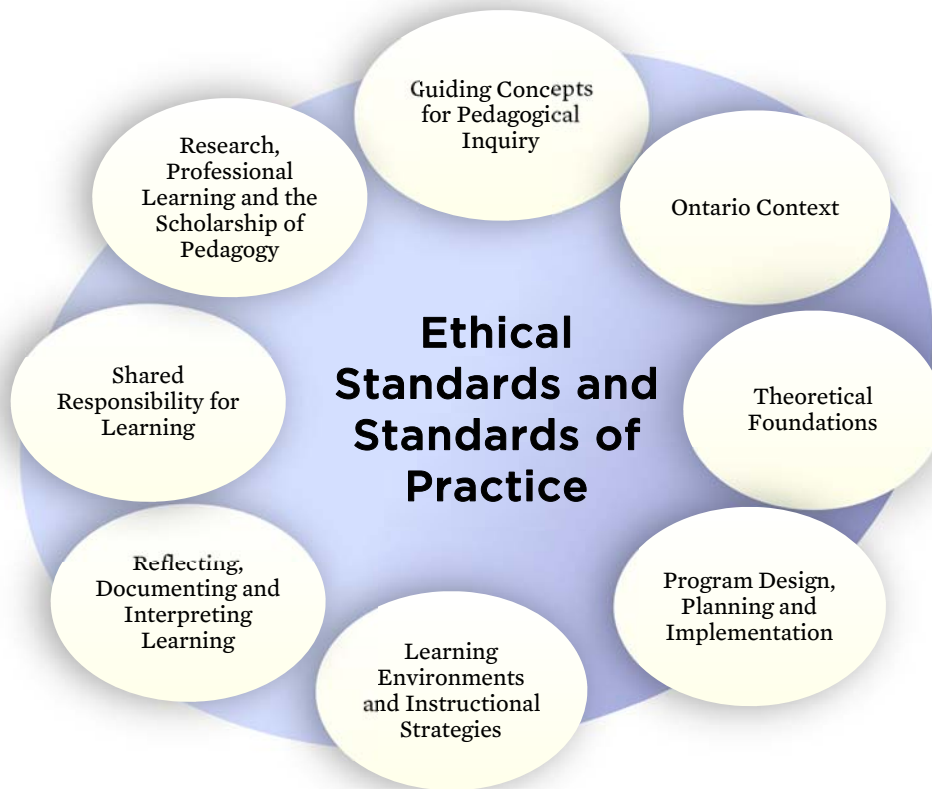 Guiding Concepts
for Pedagogical
Inquiry
Ontario Context
Theoretical
Foundations
Program Design,
Planning and
Implementation
Learning
Environments
and Instructional
Strategies
Reflecting,
Documenting and
Interpreting
Learning
Shared
Responsibility for
Learning
Research,
Professional
Learning and the
Scholarship of
Pedagogy
Ethical
Standards and
Standards of
Practice